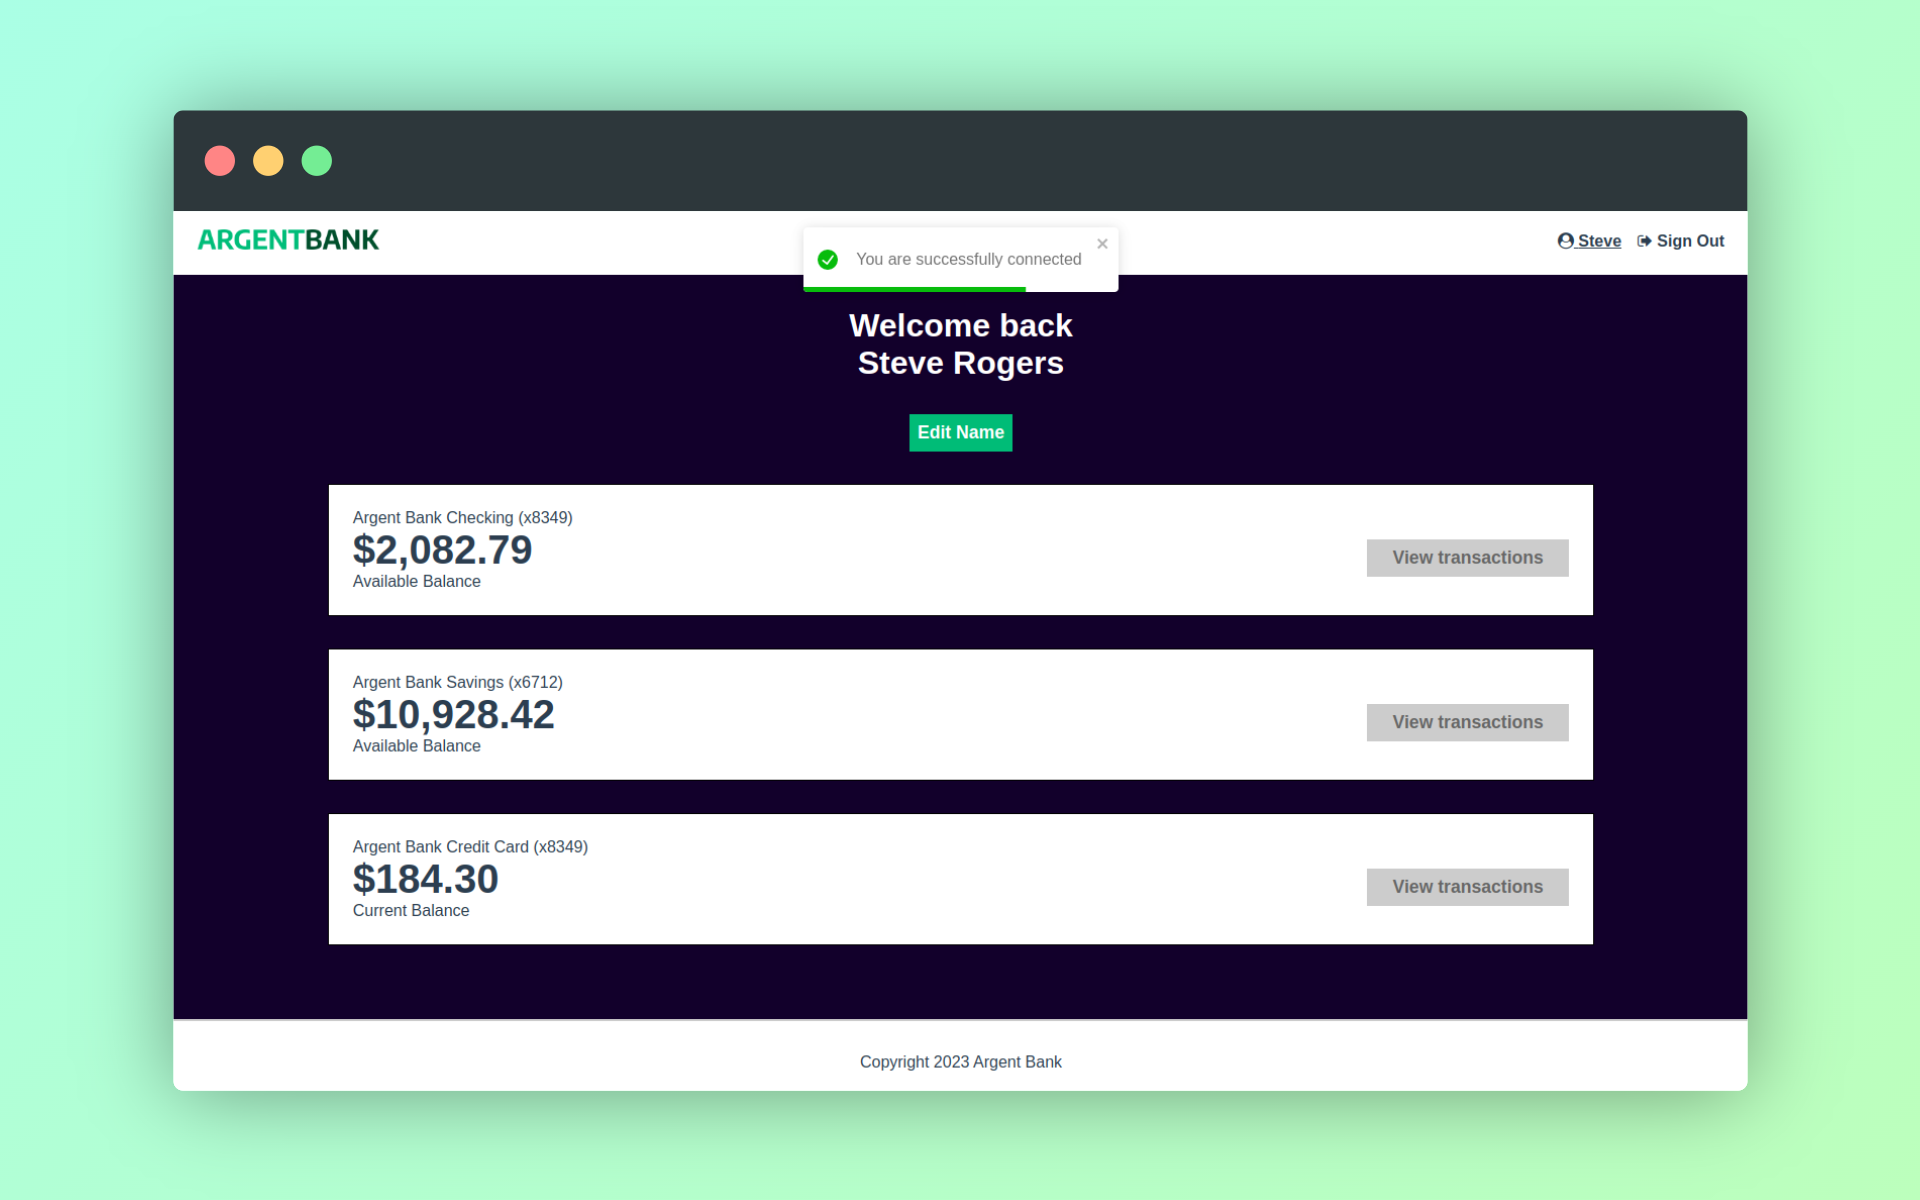 ARGENTBANK
You are successfully connected
Steve
Sign Out
Welcome back
Steve Rogers
Edit Name
Argent Bank Checking (x8349)
$2,082.79
Available Balance
View transactions
Argent Bank Savings (x6712)
$10,928.42
Available Balance
View transactions
Argent Bank Credit Card (x8349)
$184.30
Current Balance
View transactions
Copyright 2023 Argent Bank